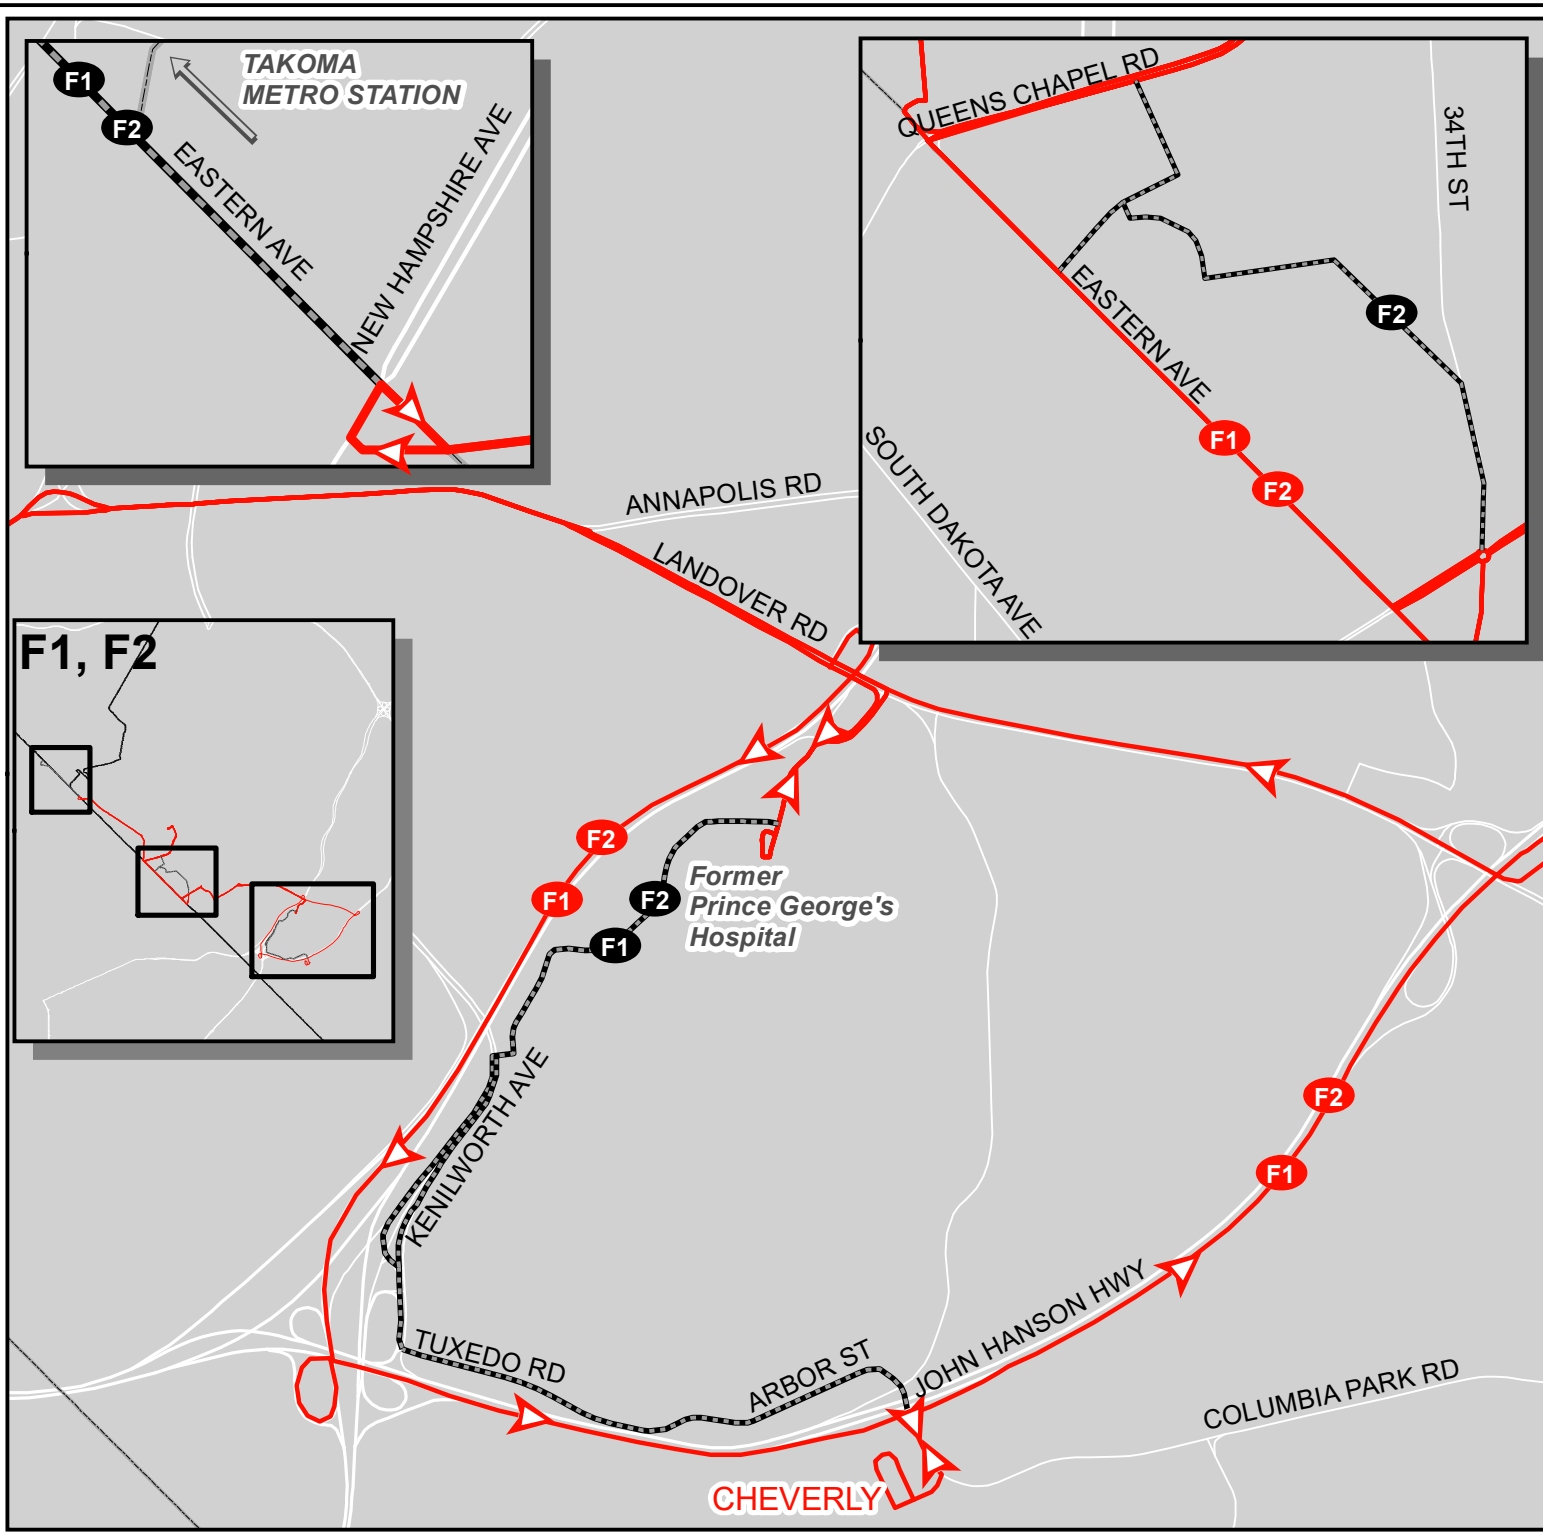 F1
F2
TAKOMA
METRO STATION
EASTERN AVE
NEW HAMPSHIRE AVE
QUEENS CHAPEL RD
34TH ST
F2
EASTERN AVE
F1
F2
SOUTH DAKOTA AVE
ANNAPOLIS RD
LANDOVER RD
F1, F2
F2
F1
F2
F1
Former
Prince George's
Hospital
KENILWORTH AVE
F2
F1
TUXEDO RD
ARBOR ST
JOHN HANSON HWY
COLUMBIA PARK RD
CHEVERLY